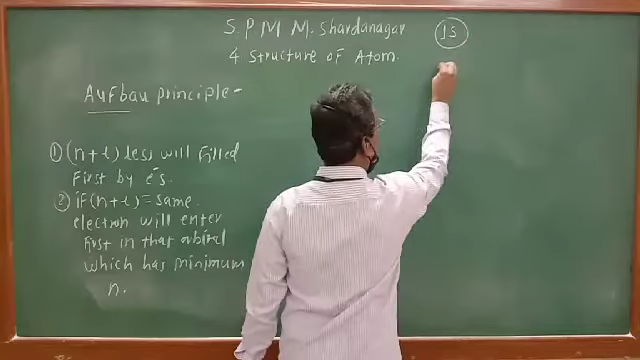 S. P. M M. Shardanagar
15
4 Structure of Atom.
Aufbau principle-
① (n+l) less will filled
First by e's.
② if (n+l) = same.
electron will enter
first in that orbital
which has minimum
n.